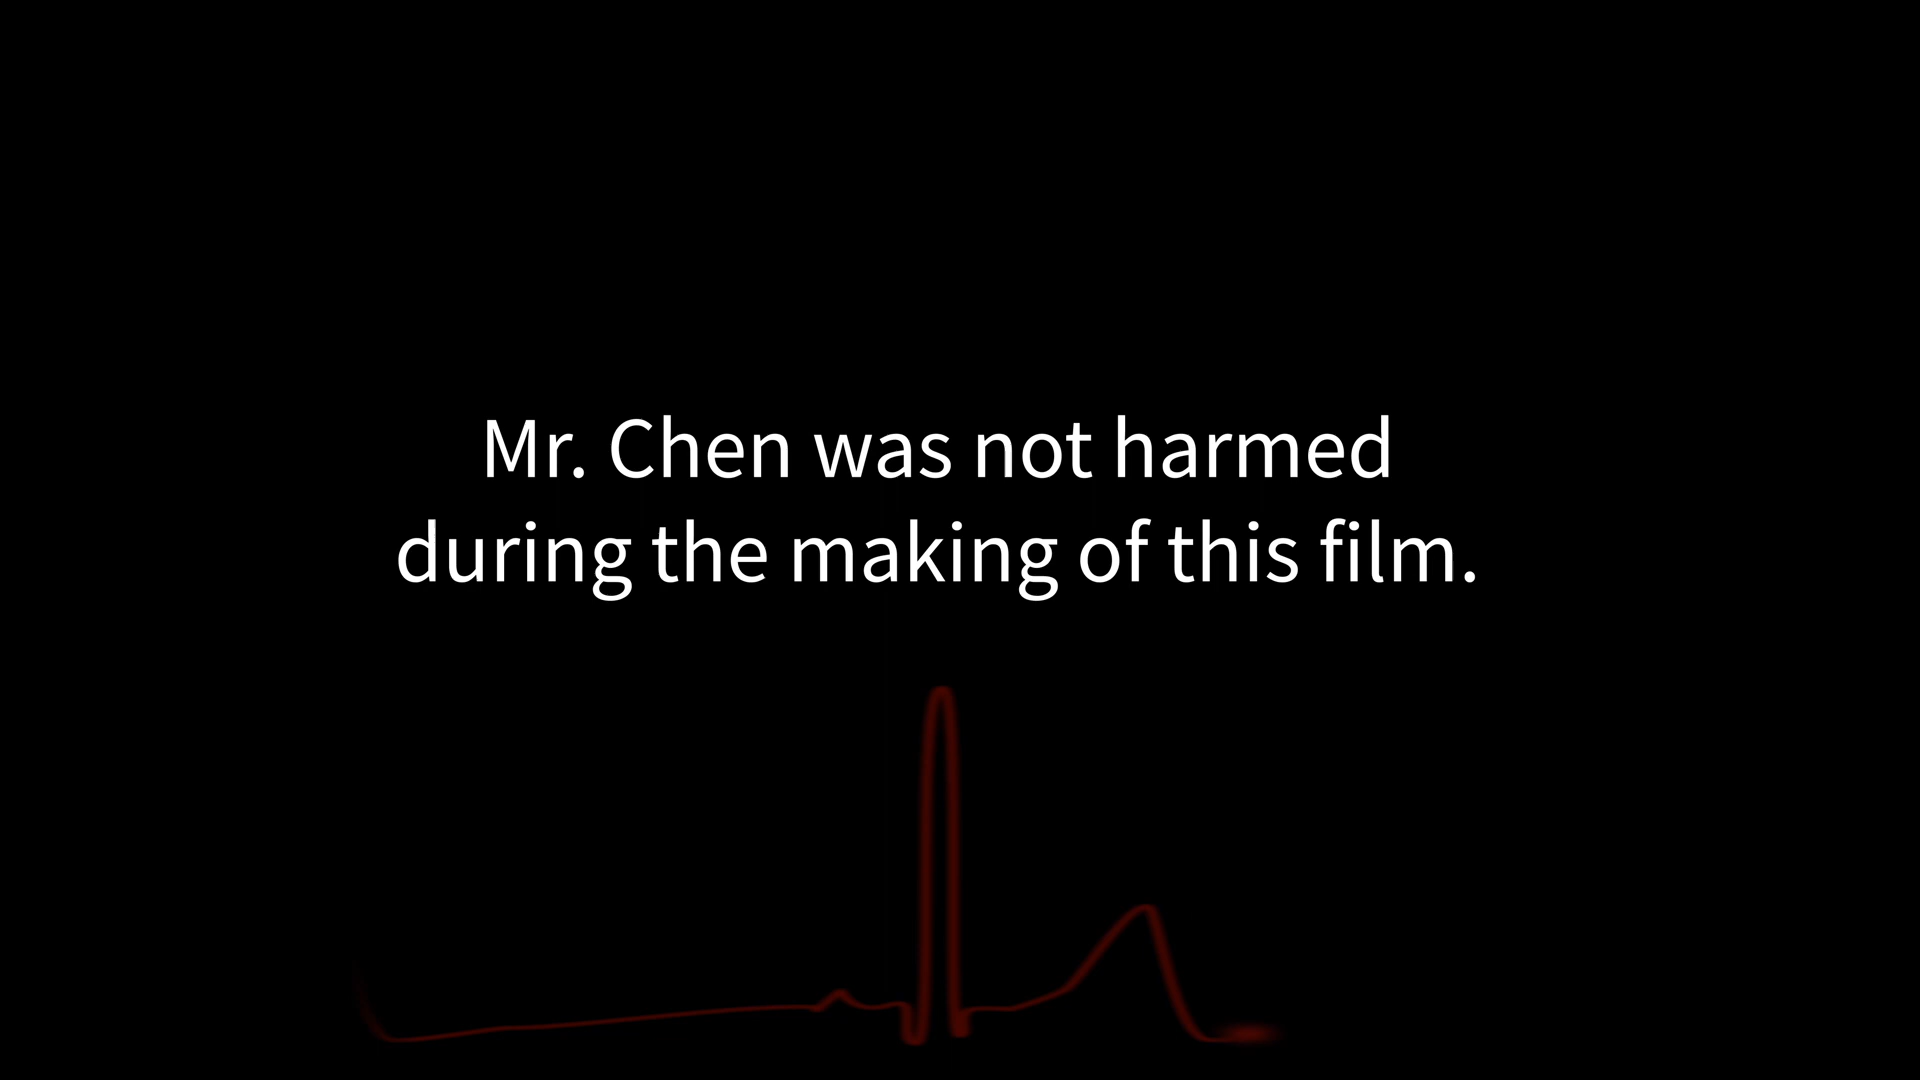 Mr. Chen was not harmed
during the making of this film.